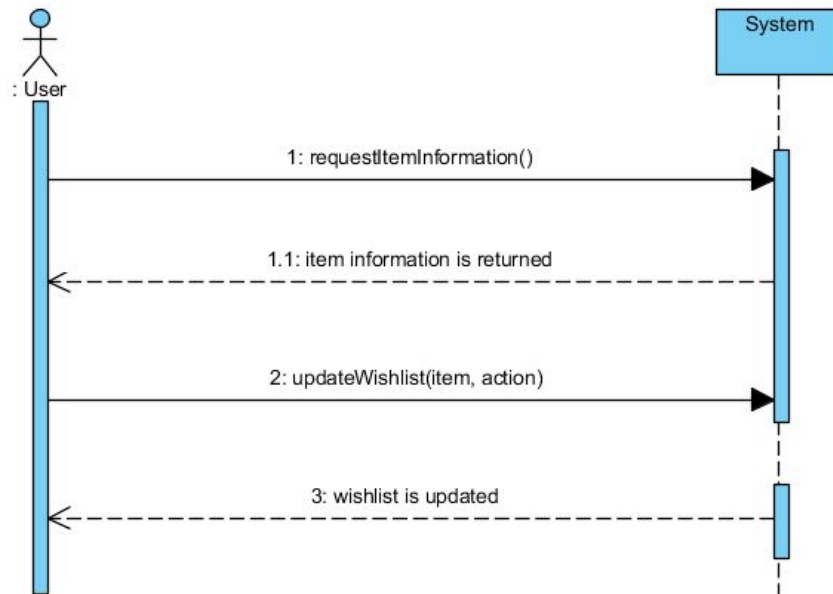 System
: User
1: requestItemInformation()
1.1: item information is returned
2: updateWishlist(item, action)
3: wishlist is updated